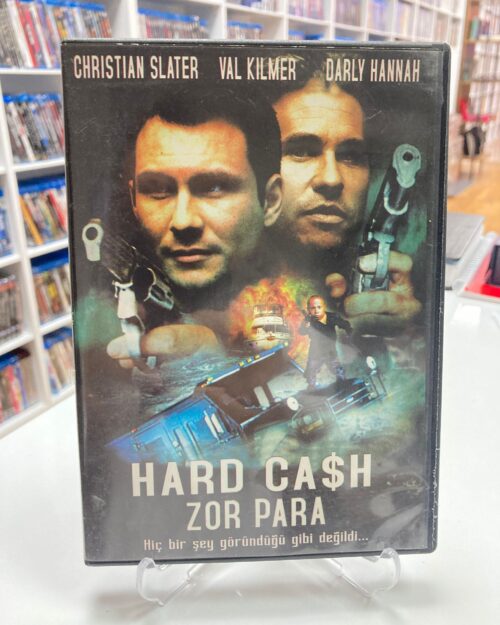 CHRISTIAN SLATER VAL KILMER DARLY HANNAH
HARD CA$H
ZOR PARA
Hiç bir şey göründüğü gibi değildi...